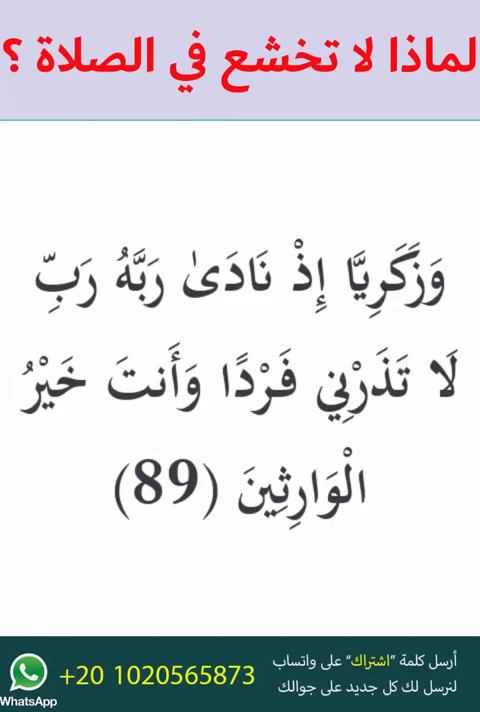 لماذا لا تخشع في الصلاة ؟
وَزَكَرِيَّا إِذْ نَادَىٰ رَبَّهُ رَبِّ
لَا تَذَرْنِي فَرْدًا وَأَنتَ خَيْرُ
الْوَارِثِينَ (89)
أرسل كلمة "اشتراك" على واتساب
لنرسل لك كل جديد على جوالك
+20 1020565873
WhatsApp